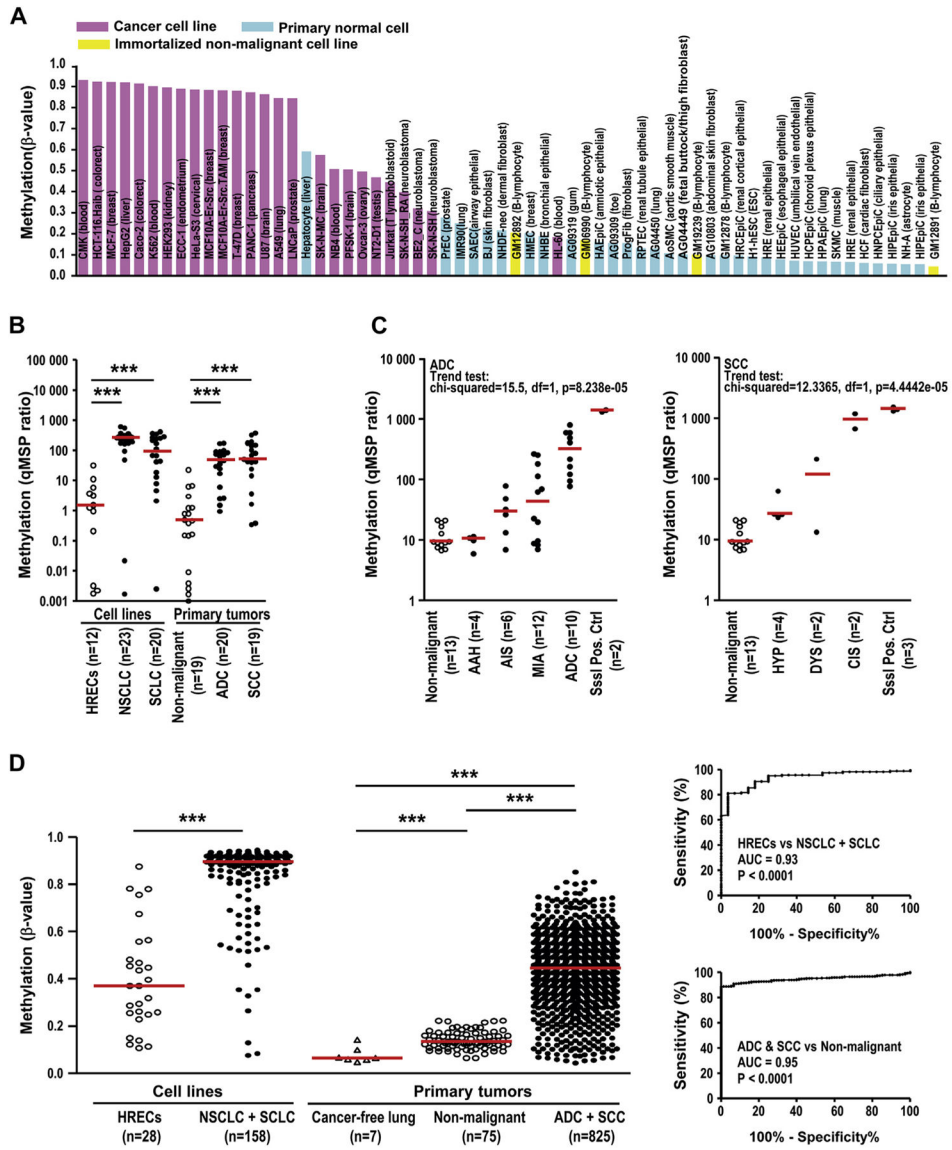 A
Cancer cell line
Primary normal cell
Immortalized non-malignant cell line
Methylation(β-value)
1.0
0.9
0.8
0.7
0.6
0.5
0.4
0.3
0.2
0.1
0.0
CMK (blood)
HCT-116.Haib ( colorect)
MCF-7 (breast)
HepG2 (liver)
Caco-2 (colorect)
K562 (blood)
HEK293 (kidney)
ECC-1 (endometrium)
HeLa-S3 (cervical)
MCF10A-Er-Src (breast)
MCF10A-Er-Src.TAM (breast)
T-47D (breast)
PANC-1 (pancreas)
U87 (brain)
A549 (lung)
LNCaP (prostate)
Hepatocyte (liver)
SK-N-MC (brain)
NB4 (blood)
PFSK-1 (brain)
Ovcar-3 (ovary)
NT2-D1 (testis)
Jurkat (T lymphoblastoid)
SK-N-SH_RA (neuroblastoma)
BE2_C (neuroblastoma)
SK-N-SH (neuroblastoma)
PrEC (prostate)
IMR90(lung)
SAEC(airway epithelial)
BJ (skin fibroblast)
NHDF-neo (dermal fibroblast)
GM12892 (B-lymphocyte)
HMEC (breast)
NHBE (bronchial epithelial)
HL-60 (blood)
AG09319 (gum)
GM06990 (B-lymphocyte)
HAEpiC (amniotic epithelial)
AG09309 (toe)
ProgFib (fibroblast)
RPTEC (renal tubule epithelial)
AG04450 (lung)
AoSMC (aortic smooth muscle)
AG04449 (fetal buttock/thigh fibroblast)
GM19239 (B-lymphocyte)
AG10803 (abdominal skin fibroblast)
GM12878 (B-lymphocyte)
HRCEpiC (renal cortical epithelial)
H1-hESC (ESC)
HRE (renal epithelial)
HEEpiC (esophageal epithelial)
HUVEC (umbilical vein endothelial)
HCPEpiC (choroid plexus epithelial)
HPAEpiC (lung)
SKMC (muscle)
HRE (renal epithelial)
HCF (cardiac fibroblast)
HNPCEpiC (ciliary epithelial)
HIPEpiC (iris epithelial)
NH-A (astrocyte)
HIPEpiC (iris epithelial)
GM12891 (B-lymphocyte)
B
Methylation (qMSP ratio)
100 000
10 000
1 000
100
10
1
0.1
0.01
0.001
***
***
***
***
Cell lines
Primary tumors
HRECs (n=12)
NSCLC (n=23)
SCLC (n=20)
Non-malignant
(n=19)
ADC (n=20)
SCC (n=19)
C
Methylation (qMSP ratio)
10 000
1 000
100
10
1
ADC
Trend test:
chi-squared=15.5, df=1, p=8.238e-05
Non-malignant
(n=13)
AAH (n=4)
AIS (n=6)
MIA (n=12)
ADC (n=10)
SssI Pos. Ctrl
(n=2)
Methylation (qMSP ratio)
10 000
1 000
100
10
1
SCC
Trend test:
chi-squared=12.3365, df=1, p=4.4442e-05
Non-malignant
(n=13)
HYP (n=4)
DYS (n=2)
CIS (n=2)
SssI Pos. Ctrl
(n=3)
D
Methylation (β-value)
1.0
0.8
0.6
0.4
0.2
0.0
***
***
***
***
Cell lines
Primary tumors
HRECs
(n=28)
NSCLC + SCLC
(n=158)
Cancer-free lung
(n=7)
Non-malignant
(n=75)
ADC + SCC
(n=825)
Sensitivity (%)
100
80
60
40
20
0
HRECs vs NSCLC + SCLC
AUC = 0.93
P < 0.0001
0 20 40 60 80 100
100% - Specificity%
Sensitivity (%)
100
80
60
40
20
0
ADC & SCC vs Non-malignant
AUC = 0.95
P < 0.0001
0 20 40 60 80 100
100% - Specificity%